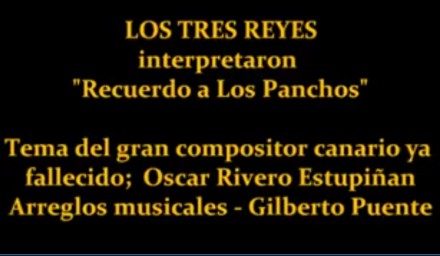 LOS TRES REYES
interpretaron
"Recuerdo a Los Panchos"
Tema del gran compositor canario ya
fallecido; Oscar Rivero Estupiñan
Arreglos musicales - Gilberto Puente